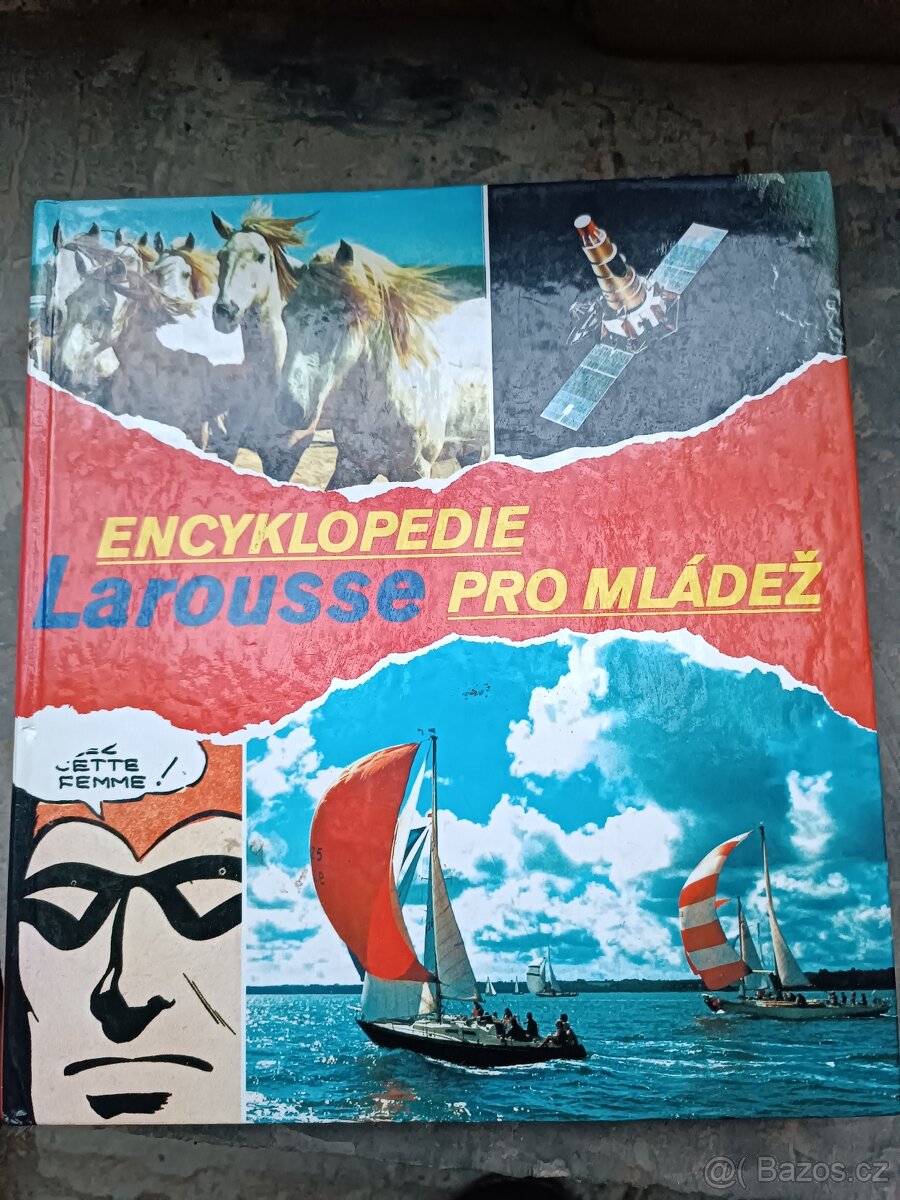 ENCYKLOPEDIE
Larousse PRO MLÁDEŽ
CETTE
FEMME !
@( Bazos.cz